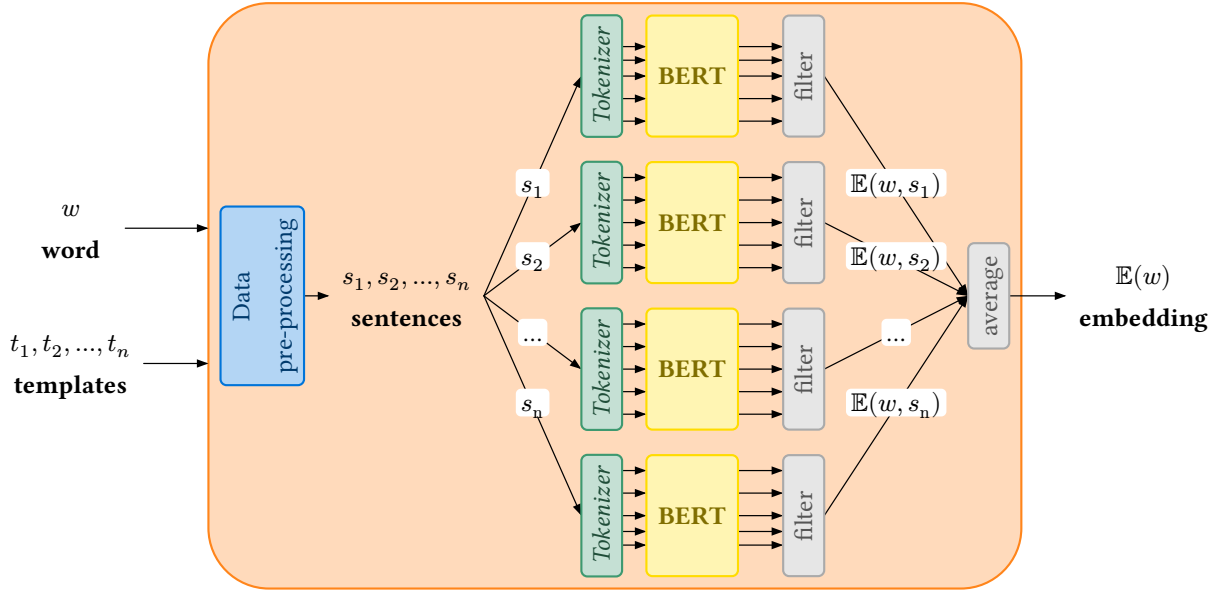 w
word
t₁, t₂, ..., tₙ
templates
Data
pre-processing
s₁, s₂, ..., sₙ
sentences
s₁
s₂
...
sₙ
Tokenizer
BERT
filter
Tokenizer
BERT
filter
Tokenizer
BERT
filter
Tokenizer
BERT
filter
𝔼(w, s₁)
𝔼(w, s₂)
...
𝔼(w, sₙ)
average
𝔼(w)
embedding